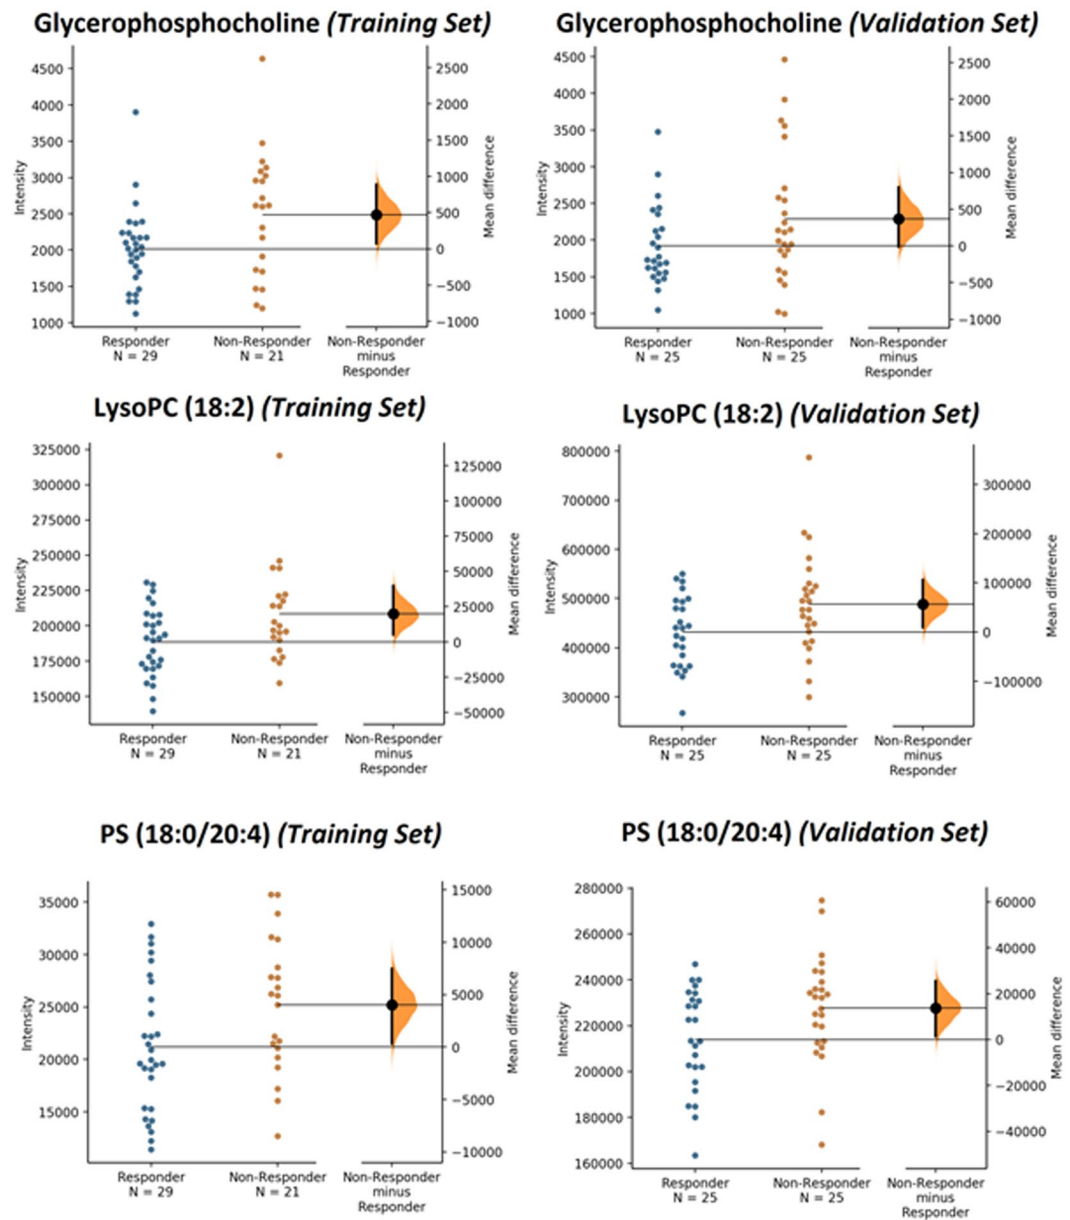 Glycerophosphocholine (Training Set)
4500
4000
3500
3000
2500
2000
1500
1000
Intensity
2500
2000
1500
1000
500
0
−500
−1000
Mean difference
Responder
N = 29
Non-Responder
N = 21
Non-Responder
minus
Responder
Glycerophosphocholine (Validation Set)
4500
4000
3500
3000
2500
2000
1500
1000
Intensity
2500
2000
1500
1000
500
0
−500
−1000
Mean difference
Responder
N = 25
Non-Responder
N = 25
Non-Responder
minus
Responder
LysoPC (18:2) (Training Set)
325000
300000
275000
250000
225000
200000
175000
150000
Intensity
125000
100000
75000
50000
25000
0
−25000
−50000
Mean difference
Responder
N = 29
Non-Responder
N = 21
Non-Responder
minus
Responder
LysoPC (18:2) (Validation Set)
800000
700000
600000
500000
400000
300000
Intensity
300000
200000
100000
0
−100000
Mean difference
Responder
N = 25
Non-Responder
N = 25
Non-Responder
minus
Responder
PS (18:0/20:4) (Training Set)
35000
30000
25000
20000
15000
Intensity
15000
10000
5000
0
−5000
−10000
Mean difference
Responder
N = 29
Non-Responder
N = 21
Non-Responder
minus
Responder
PS (18:0/20:4) (Validation Set)
280000
260000
240000
220000
200000
180000
160000
Intensity
60000
40000
20000
0
−20000
−40000
Mean difference
Responder
N = 25
Non-Responder
N = 25
Non-Responder
minus
Responder